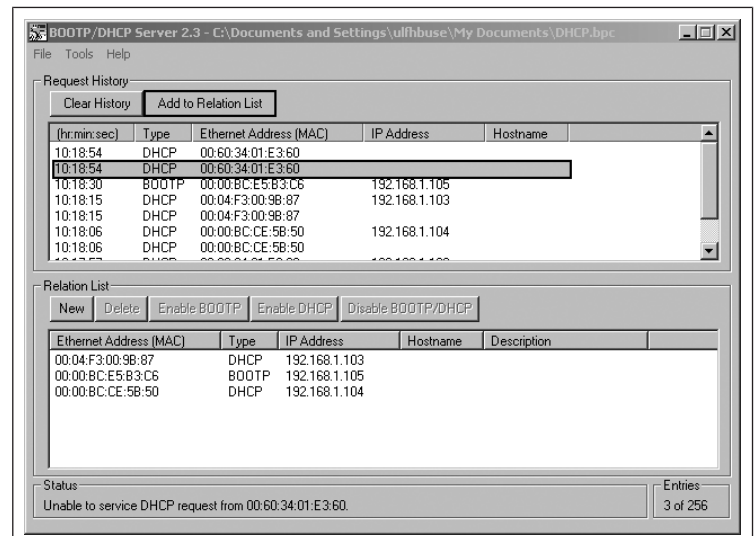 BOOTP/DHCP Server 2.3 - C:\Documents and Settings\ulfhbuse\My Documents\DHCP.bpc
File Tools Help
Request History
Clear History Add to Relation List
(hr:min:sec) Type Ethernet Address (MAC) IP Address Hostname
10:18:54 DHCP 00:60:34:01:E3:60
10:18:54 DHCP 00:60:34:01:E3:60
10:18:30 BOOTP 00:00:BC:E5:B3:C6 192.168.1.105
10:18:15 DHCP 00:04:F3:00:9B:87 192.168.1.103
10:18:15 DHCP 00:04:F3:00:9B:87
10:18:06 DHCP 00:00:BC:CE:5B:50 192.168.1.104
10:18:06 DHCP 00:00:BC:CE:5B:50
Relation List
New Delete Enable BOOTP Enable DHCP Disable BOOTP/DHCP
Ethernet Address (MAC) Type IP Address Hostname Description
00:04:F3:00:9B:87 DHCP 192.168.1.103
00:00:BC:E5:B3:C6 BOOTP 192.168.1.105
00:00:BC:CE:5B:50 DHCP 192.168.1.104
Status
Unable to service DHCP request from 00:60:34:01:E3:60.
Entries
3 of 256